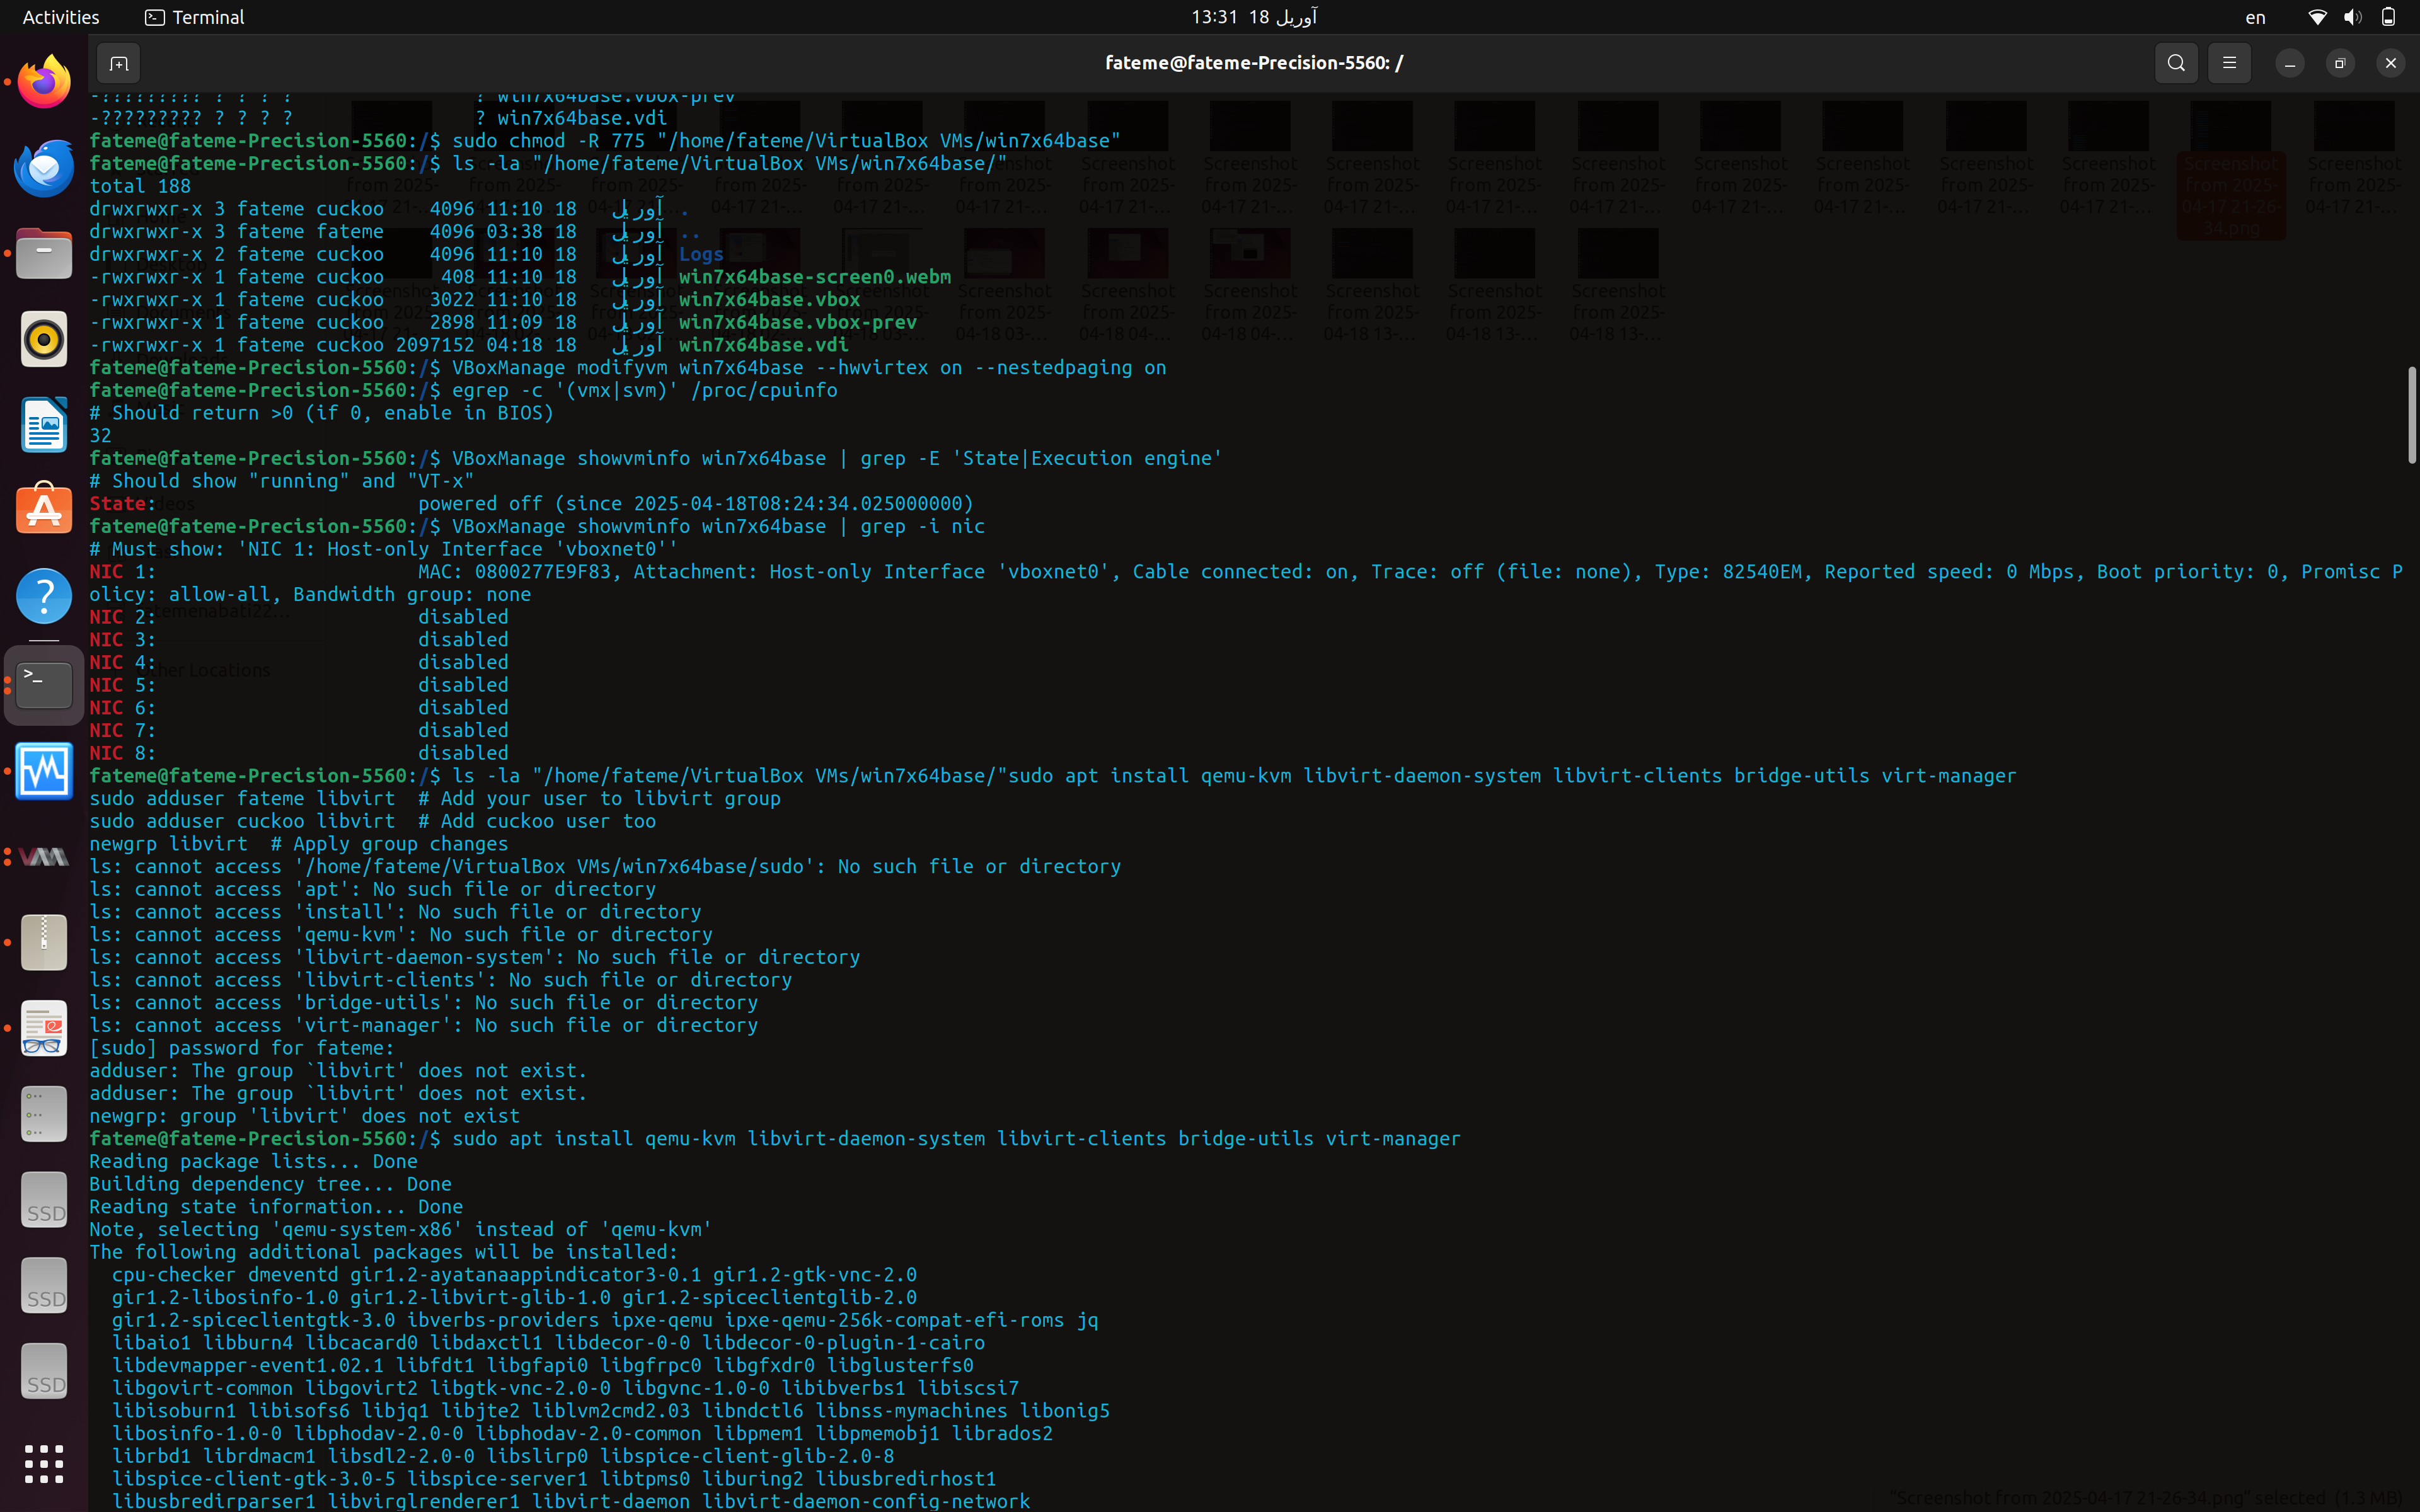 Activities
Terminal
13:31 18 آوریل
en
fateme@fateme-Precision-5560: /
-????????? ? ? ? ? ? win7x64base.vbox-prev
-????????? ? ? ? ? ? win7x64base.vdi
fateme@fateme-Precision-5560:/$ sudo chmod -R 775 "/home/fateme/VirtualBox VMs/win7x64base"
fateme@fateme-Precision-5560:/$ ls -la "/home/fateme/VirtualBox VMs/win7x64base/"
total 188
drwxrwxr-x 3 fateme cuckoo 4096 11:10 18 آوریل .
drwxrwxr-x 3 fateme fateme 4096 03:38 18 آوریل ..
drwxrwxr-x 2 fateme cuckoo 4096 11:10 18 آوریل Logs
-rwxrwxr-x 1 fateme cuckoo 408 11:10 18 آوریل win7x64base-screen0.webm
-rwxrwxr-x 1 fateme cuckoo 3022 11:10 18 آوریل win7x64base.vbox
-rwxrwxr-x 1 fateme cuckoo 2898 11:09 18 آوریل win7x64base.vbox-prev
-rwxrwxr-x 1 fateme cuckoo 2097152 04:18 18 آوریل win7x64base.vdi
fateme@fateme-Precision-5560:/$ VBoxManage modifyvm win7x64base --hwvirtex on --nestedpaging on
fateme@fateme-Precision-5560:/$ egrep -c '(vmx|svm)' /proc/cpuinfo
# Should return >0 (if 0, enable in BIOS)
32
fateme@fateme-Precision-5560:/$ VBoxManage showvminfo win7x64base | grep -E 'State|Execution engine'
# Should show "running" and "VT-x"
State: powered off (since 2025-04-18T08:24:34.025000000)
fateme@fateme-Precision-5560:/$ VBoxManage showvminfo win7x64base | grep -i nic
# Must show: 'NIC 1: Host-only Interface 'vboxnet0''
NIC 1: MAC: 0800277E9F83, Attachment: Host-only Interface 'vboxnet0', Cable connected: on, Trace: off (file: none), Type: 82540EM, Reported speed: 0 Mbps, Boot priority: 0, Promisc P
olicy: allow-all, Bandwidth group: none
NIC 2: disabled
NIC 3: disabled
NIC 4: disabled
NIC 5: disabled
NIC 6: disabled
NIC 7: disabled
NIC 8: disabled
fateme@fateme-Precision-5560:/$ ls -la "/home/fateme/VirtualBox VMs/win7x64base/"sudo apt install qemu-kvm libvirt-daemon-system libvirt-clients bridge-utils virt-manager
sudo adduser fateme libvirt # Add your user to libvirt group
sudo adduser cuckoo libvirt # Add cuckoo user too
newgrp libvirt # Apply group changes
ls: cannot access '/home/fateme/VirtualBox VMs/win7x64base/sudo': No such file or directory
ls: cannot access 'apt': No such file or directory
ls: cannot access 'install': No such file or directory
ls: cannot access 'qemu-kvm': No such file or directory
ls: cannot access 'libvirt-daemon-system': No such file or directory
ls: cannot access 'libvirt-clients': No such file or directory
ls: cannot access 'bridge-utils': No such file or directory
ls: cannot access 'virt-manager': No such file or directory
[sudo] password for fateme:
adduser: The group `libvirt' does not exist.
adduser: The group `libvirt' does not exist.
newgrp: group 'libvirt' does not exist
fateme@fateme-Precision-5560:/$ sudo apt install qemu-kvm libvirt-daemon-system libvirt-clients bridge-utils virt-manager
Reading package lists... Done
Building dependency tree... Done
Reading state information... Done
Note, selecting 'qemu-system-x86' instead of 'qemu-kvm'
The following additional packages will be installed:
cpu-checker dmeventd gir1.2-ayatanaappindicator3-0.1 gir1.2-gtk-vnc-2.0
gir1.2-libosinfo-1.0 gir1.2-libvirt-glib-1.0 gir1.2-spiceclientglib-2.0
gir1.2-spiceclientgtk-3.0 ibverbs-providers ipxe-qemu ipxe-qemu-256k-compat-efi-roms jq
libaio1 libburn4 libcacard0 libdaxctl1 libdecor-0-0 libdecor-0-plugin-1-cairo
libdevmapper-event1.02.1 libfdt1 libgfapi0 libgfrpc0 libgfxdr0 libglusterfs0
libgovirt-common libgovirt2 libgtk-vnc-2.0-0 libgvnc-1.0-0 libibverbs1 libiscsi7
libisoburn1 libisofs6 libjq1 libjte2 liblvm2cmd2.03 libndctl6 libnss-mymachines libonig5
libosinfo-1.0-0 libphodav-2.0-0 libphodav-2.0-common libpmem1 libpmemobj1 librados2
librbd1 librdmacm1 libsdl2-2.0-0 libslirp0 libspice-client-glib-2.0-8
libspice-client-gtk-3.0-5 libspice-server1 libtpms0 liburing2 libusbredirhost1
libusbredirparser1 libvirglrenderer1 libvirt-daemon libvirt-daemon-config-network
SSD
SSD
SSD
"Screenshot from 2025-04-17 21-26-34.png" selected (1.3 MB)